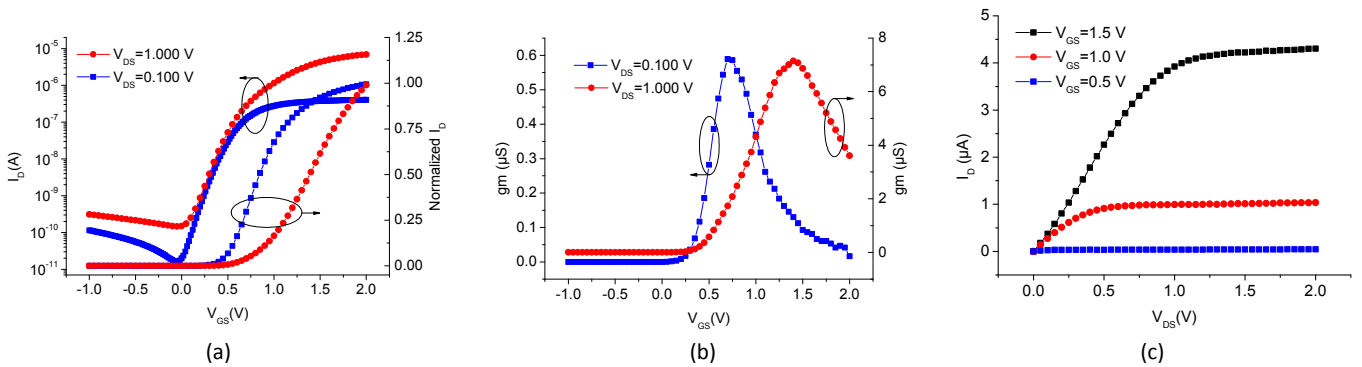 V_DS=1.000 V
V_DS=0.100 V
10^-5
10^-6
10^-7
10^-8
10^-9
10^-10
10^-11
I_D(A)
1.25
1.00
0.75
0.50
0.25
0.00
Normalized I_D
-1.0 -0.5 0.0 0.5 1.0 1.5 2.0
V_GS(V)
(a)
V_DS=0.100 V
V_DS=1.000 V
0.6
0.5
0.4
0.3
0.2
0.1
0.0
gm (µS)
8
6
4
2
0
gm (µS)
-1.0 -0.5 0.0 0.5 1.0 1.5 2.0
V_GS(V)
(b)
V_GS=1.5 V
V_GS=1.0 V
V_GS=0.5 V
5
4
3
2
1
0
I_D (µA)
0.0 0.5 1.0 1.5 2.0
V_DS(V)
(c)